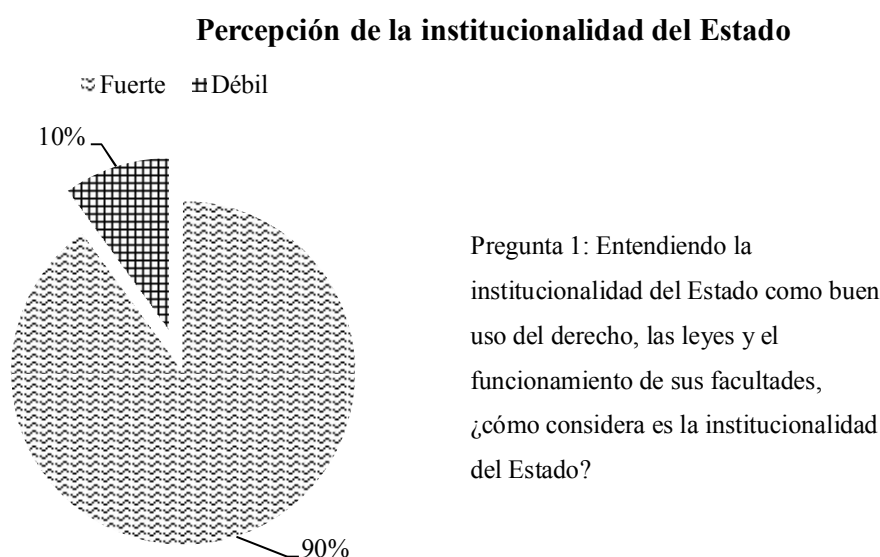 Percepción de la institucionalidad del Estado
Fuerte Débil
10%
Pregunta 1: Entendiendo la
institucionalidad del Estado como buen
uso del derecho, las leyes y el
funcionamiento de sus facultades,
¿cómo considera es la institucionalidad
del Estado?
90%